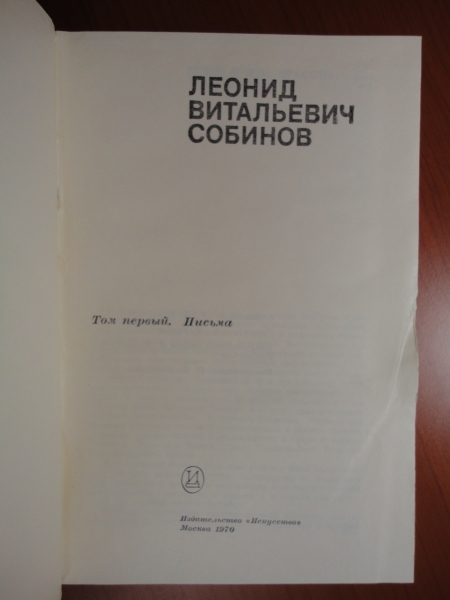 ЛЕОНИД
ВИТАЛЬЕВИЧ
СОБИНОВ
Том первый. Письма
И
Издательство «Искусство»
Москва 1970